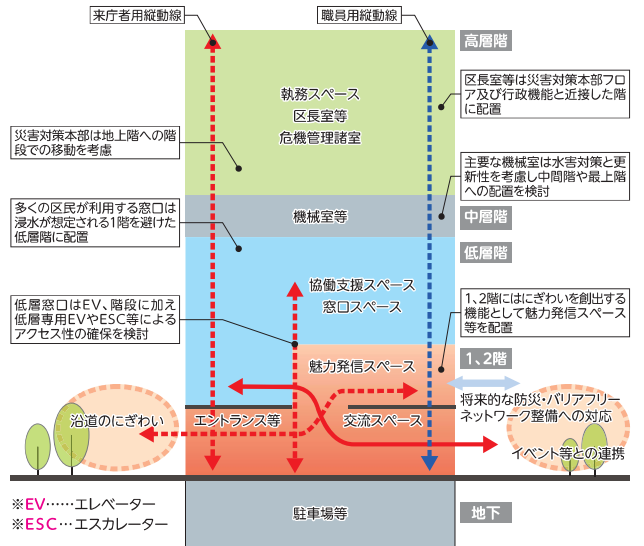 来庁者用縦動線
職員用縦動線
高層階
執務スペース
区長室等
危機管理諸室
区長室等は災害対策本部フロ
ア及び行政機能と近接した階
に配置
災害対策本部は地上階への階
段での移動を考慮
主要な機械室は水害対策と更
新性を考慮し中間階や最上階
への配置を検討
多くの区民が利用する窓口は
浸水が想定される1階を避けた
低層階に配置
機械室等
中層階
低層階
協働支援スペース
窓口スペース
低層窓口はEV、階段に加え
低層専用EVやESC等による
アクセス性の確保を検討
1、2階にはにぎわいを創出する
機能として魅力発信スペース
等を配置
1、2階
魅力発信スペース
将来的な防災・バリアフリー
ネットワーク整備への対応
沿道のにぎわい
エントランス等
交流スペース
イベント等との連携
※EV……エレベーター
※ESC…エスカレーター
駐車場等
地下